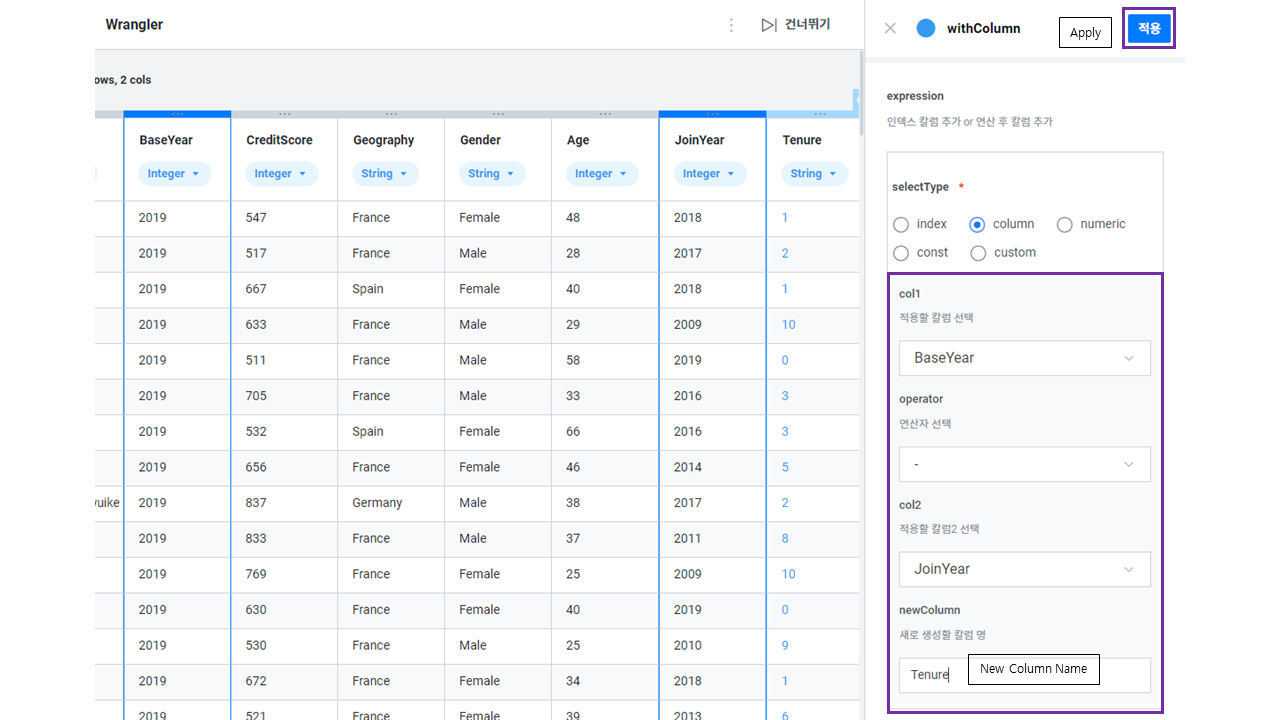 Wrangler
건너뛰기
withColumn
Apply
적용
ows, 2 cols
BaseYear CreditScore Geography Gender Age JoinYear Tenure
Integer Integer String String Integer Integer String
2019 547 France Female 48 2018 1
2019 517 France Male 28 2017 2
2019 667 Spain Female 40 2018 1
2019 633 France Male 29 2009 10
2019 511 France Male 58 2019 0
2019 705 France Male 33 2016 3
2019 532 Spain Female 66 2016 3
2019 656 France Female 46 2014 5
uike 2019 837 Germany Male 38 2017 2
2019 833 France Male 37 2011 8
2019 769 France Female 25 2009 10
2019 630 France Female 40 2019 0
2019 530 France Male 25 2010 9
2019 672 France Female 34 2018 1
2019 521 France Female 39 2013 6
expression
인덱스 칼럼 추가 or 연산 후 칼럼 추가
selectType *
index column numeric
const custom
col1
적용할 칼럼 선택
BaseYear
operator
연산자 선택
-
col2
적용할 칼럼2 선택
JoinYear
newColumn
새로 생성할 칼럼 명
Tenure
New Column Name